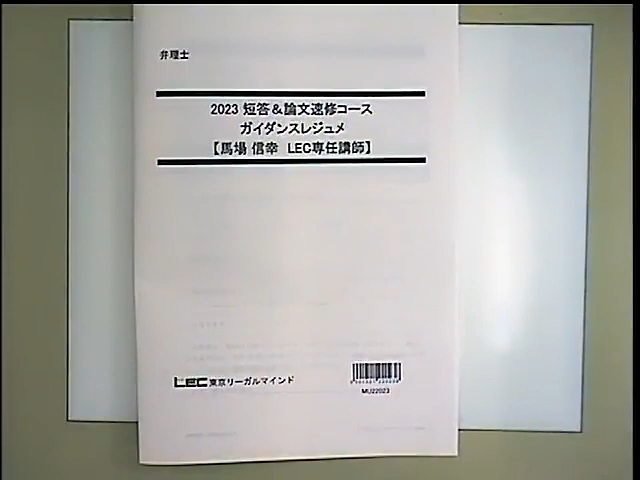 弁理士
2023 短答＆論文速修コース
ガイダンスレジュメ
【馬場 信幸 LEC専任講師】
LEC東京リーガルマインド
MU22023